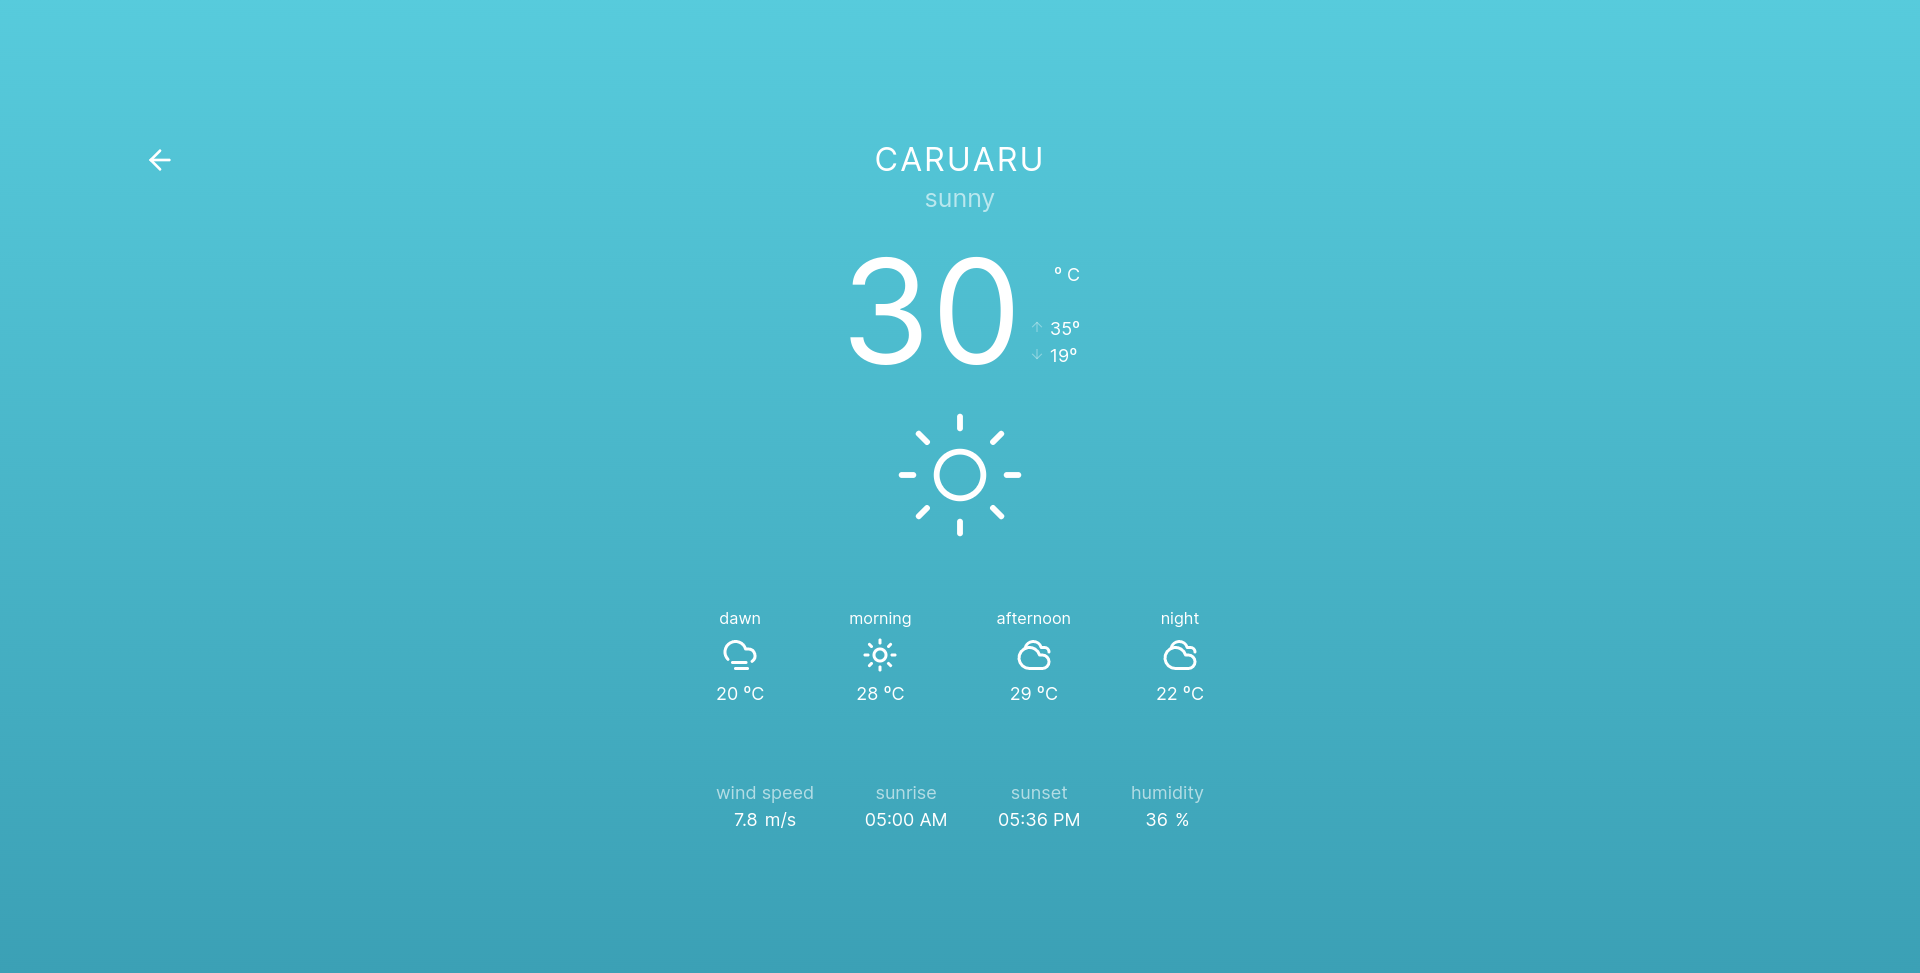 CARUARU
sunny
30
º C
35º
19º
dawn morning afternoon night
20 ºC 28 ºC 29 ºC 22 ºC
wind speed sunrise sunset humidity
7.8 m/s 05:00 AM 05:36 PM 36 %